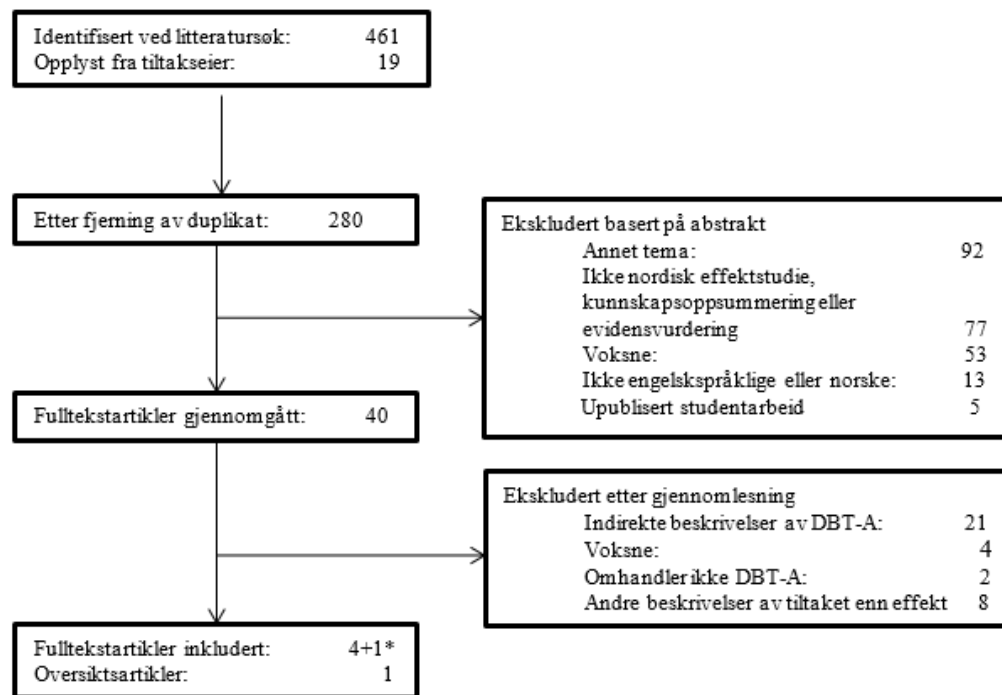 Identifisert ved litteratursøk: 461
Opplyst fra tiltakseier: 19
Etter fjerning av duplikat: 280
Ekskludert basert på abstrakt
Annet tema: 92
Ikke nordisk effektstudie,
kunnskapsoppsummering eller
evidensvurdering 77
Voksne: 53
Ikke engelskspråklige eller norske: 13
Upublisert studentarbeid 5
Fulltekstartikler gjennomgått: 40
Ekskludert etter gjennomlesning
Indirekte beskrivelser av DBT-A: 21
Voksne: 4
Omhandler ikke DBT-A: 2
Andre beskrivelser av tiltaket enn effekt 8
Fulltekstartikler inkludert: 4+1*
Oversiktsartikler: 1